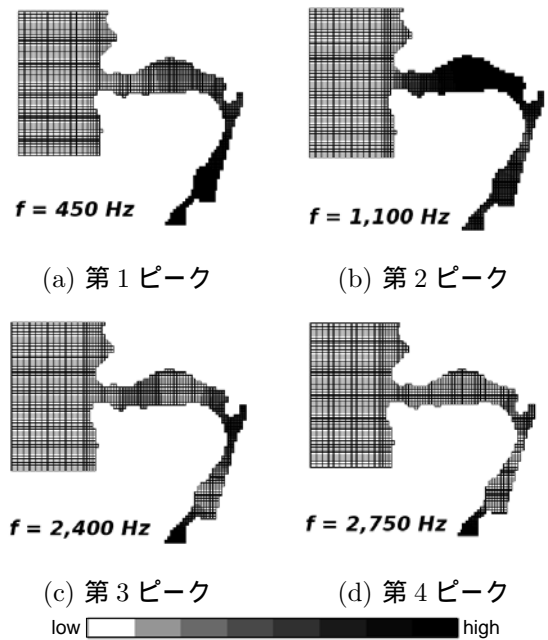 f = 450 Hz
f = 1,100 Hz
(a) 第 1 ピーク
(b) 第 2 ピーク
f = 2,400 Hz
f = 2,750 Hz
(c) 第 3 ピーク
(d) 第 4 ピーク
low high